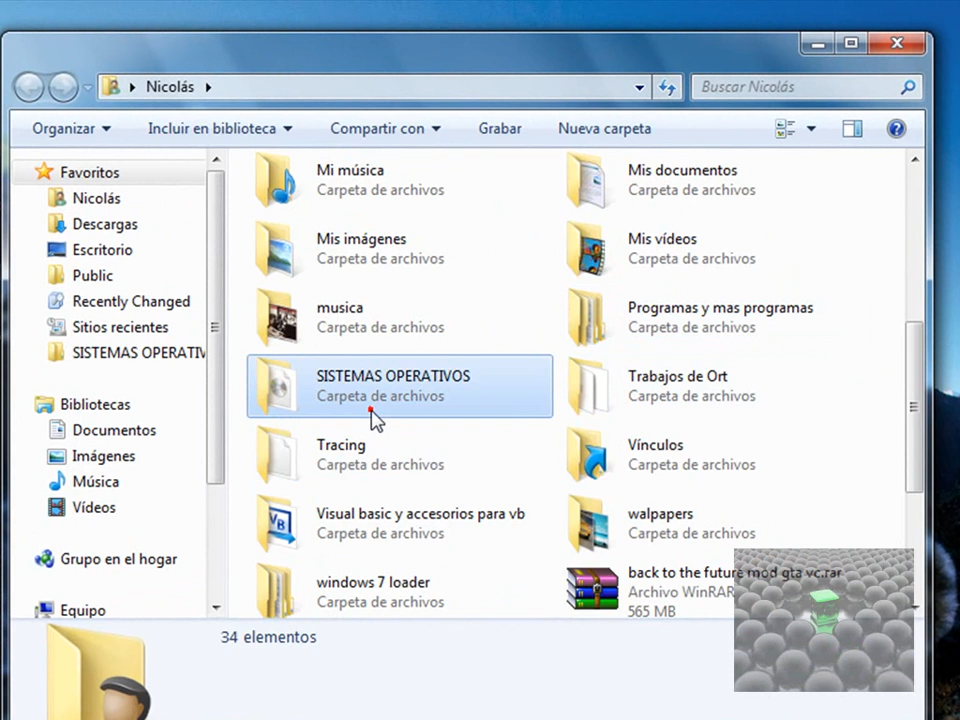 Nicolás
Buscar Nicolás
Organizar
Incluir en biblioteca
Compartir con
Grabar
Nueva carpeta
Favoritos
Nicolás
Descargas
Escritorio
Public
Recently Changed
Sitios recientes
SISTEMAS OPERATIV
Bibliotecas
Documentos
Imágenes
Música
Vídeos
Grupo en el hogar
Equipo
Mi música
Carpeta de archivos
Mis documentos
Carpeta de archivos
Mis imágenes
Carpeta de archivos
Mis vídeos
Carpeta de archivos
musica
Carpeta de archivos
Programas y mas programas
Carpeta de archivos
SISTEMAS OPERATIVOS
Carpeta de archivos
Trabajos de Ort
Carpeta de archivos
Tracing
Carpeta de archivos
Vínculos
Carpeta de archivos
Visual basic y accesorios para vb
Carpeta de archivos
walpapers
Carpeta de archivos
windows 7 loader
Carpeta de archivos
back to the future mod gta vc.rar
Archivo WinRAR
565 MB
34 elementos